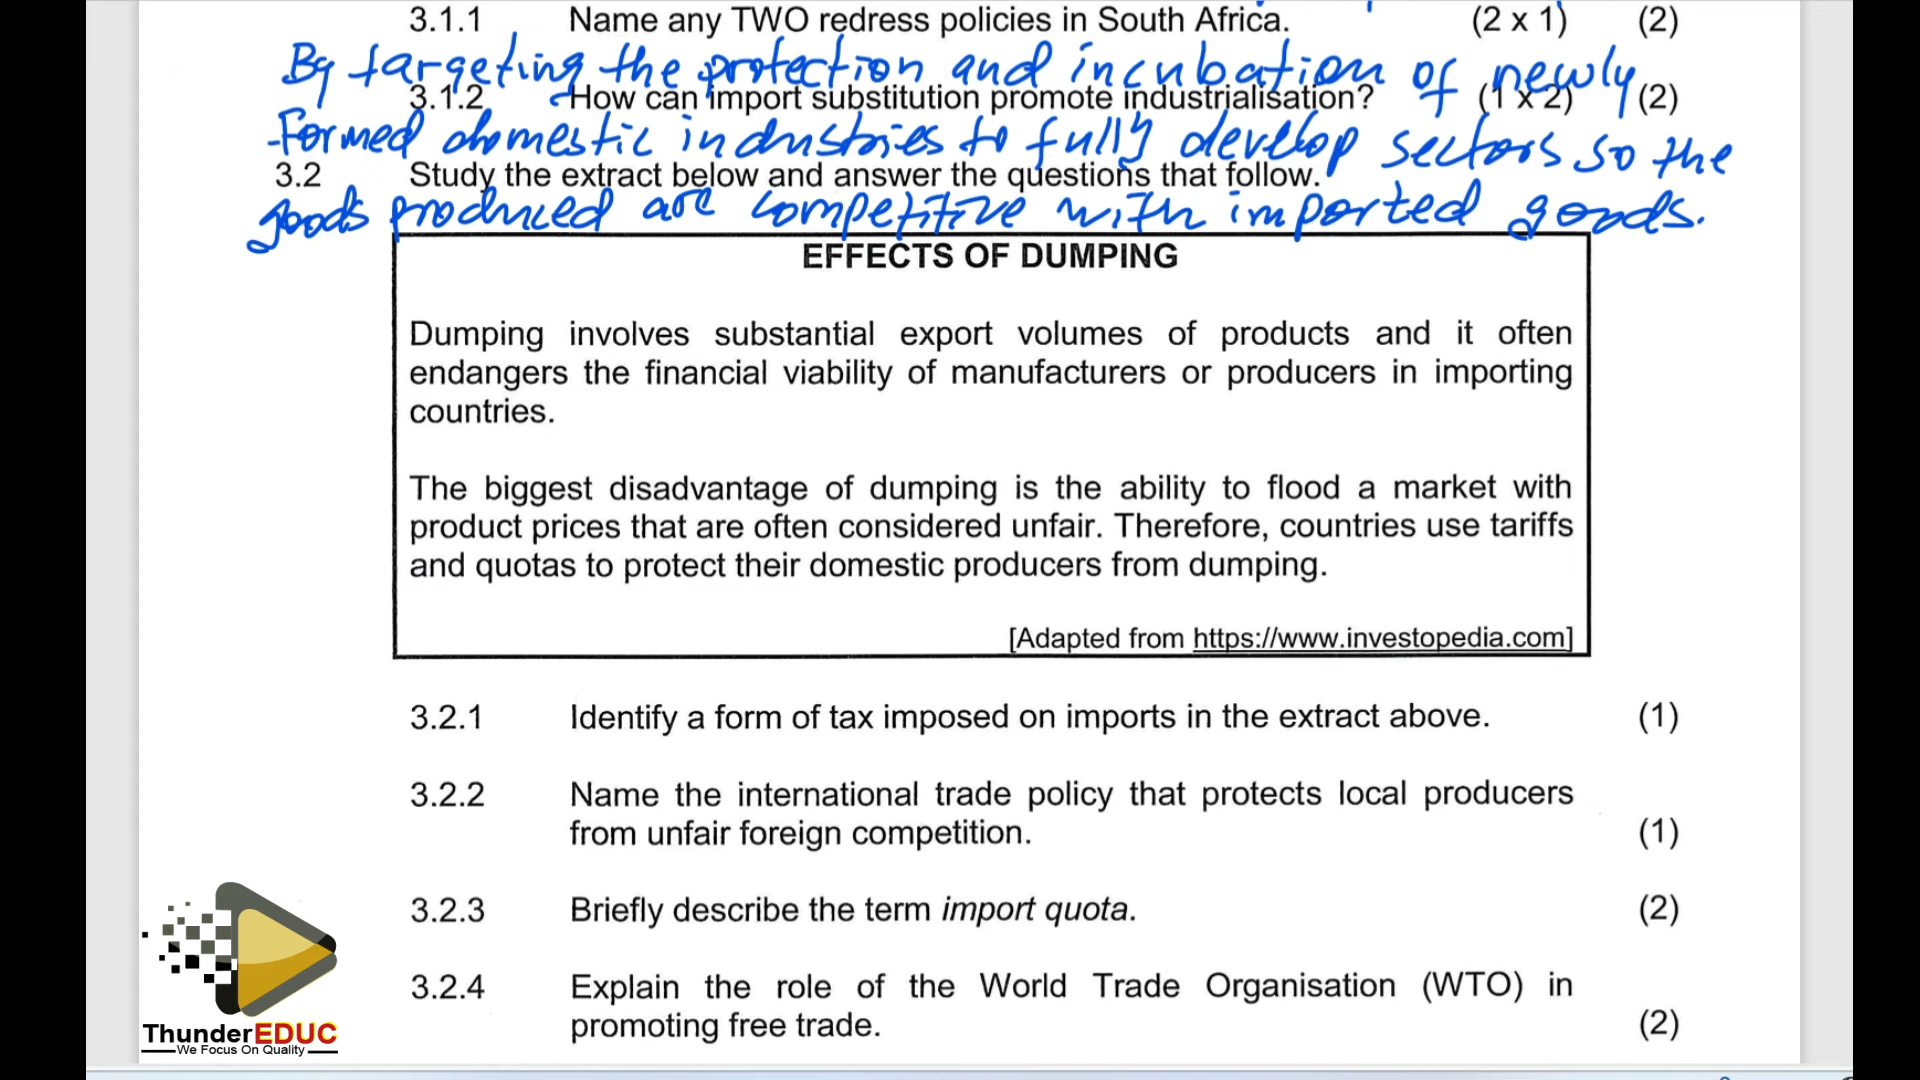 3.1.1 Name any TWO redress policies in South Africa. (2 x 1) (2)
By targeting the protection and incubation of newly
3.1.2 How can import substitution promote industrialisation? (1 x 2) (2)
-Formed domestic industries to fully develop sectors so the
3.2 Study the extract below and answer the questions that follow.
goods produced are competitive with imported goods.
EFFECTS OF DUMPING
Dumping involves substantial export volumes of products and it often
endangers the financial viability of manufacturers or producers in importing
countries.
The biggest disadvantage of dumping is the ability to flood a market with
product prices that are often considered unfair. Therefore, countries use tariffs
and quotas to protect their domestic producers from dumping.
[Adapted from https://www.investopedia.com]
3.2.1 Identify a form of tax imposed on imports in the extract above. (1)
3.2.2 Name the international trade policy that protects local producers
from unfair foreign competition. (1)
3.2.3 Briefly describe the term import quota. (2)
3.2.4 Explain the role of the World Trade Organisation (WTO) in
promoting free trade. (2)
ThunderEDUC
We Focus On Quality